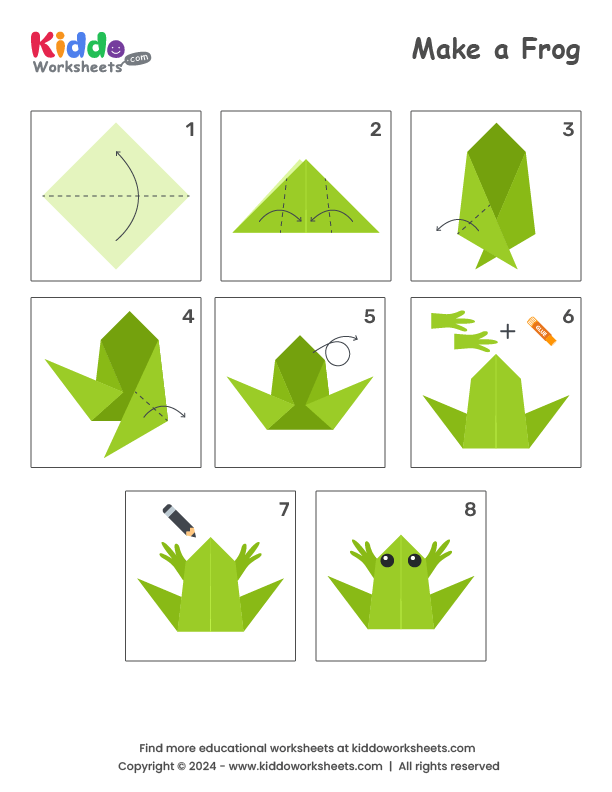 Kiddo
Worksheets
.com
Make a Frog
1
2
3
4
5
6
GLUE
7
8
Find more educational worksheets at kiddoworksheets.com
Copyright © 2024 - www.kiddoworksheets.com | All rights reserved